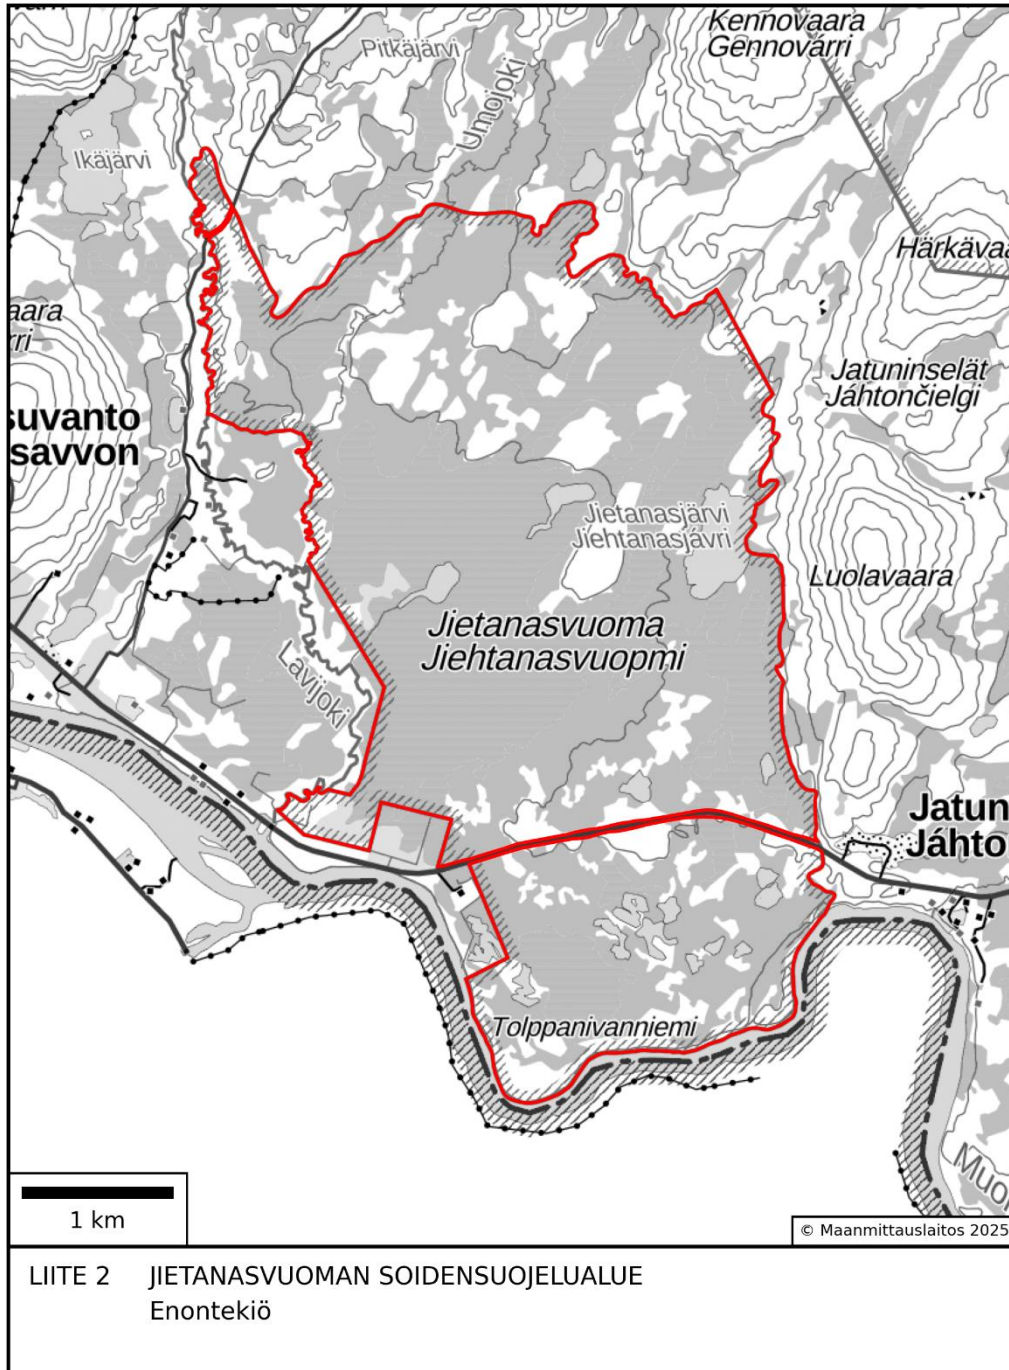 Kennovaara
Gennovarri
Pitkäjärvi
Umojoki
Ikäjärvi
Härkävaa
aara
rri
Jatuninselät
Jáhtončielgi
suvanto
savvon
Jietanasjärvi
Jiehtanasjávri
Luolavaara
Jietanasvuoma
Jiehtanasvuopmi
Lavijoki
Jatun
Jáhto
Tolppanivanniemi
Muo
1 km
© Maanmittauslaitos 2025
LIITE 2 JIETANASVUOMAN SOIDENSUOJELUALUE
Enontekiö